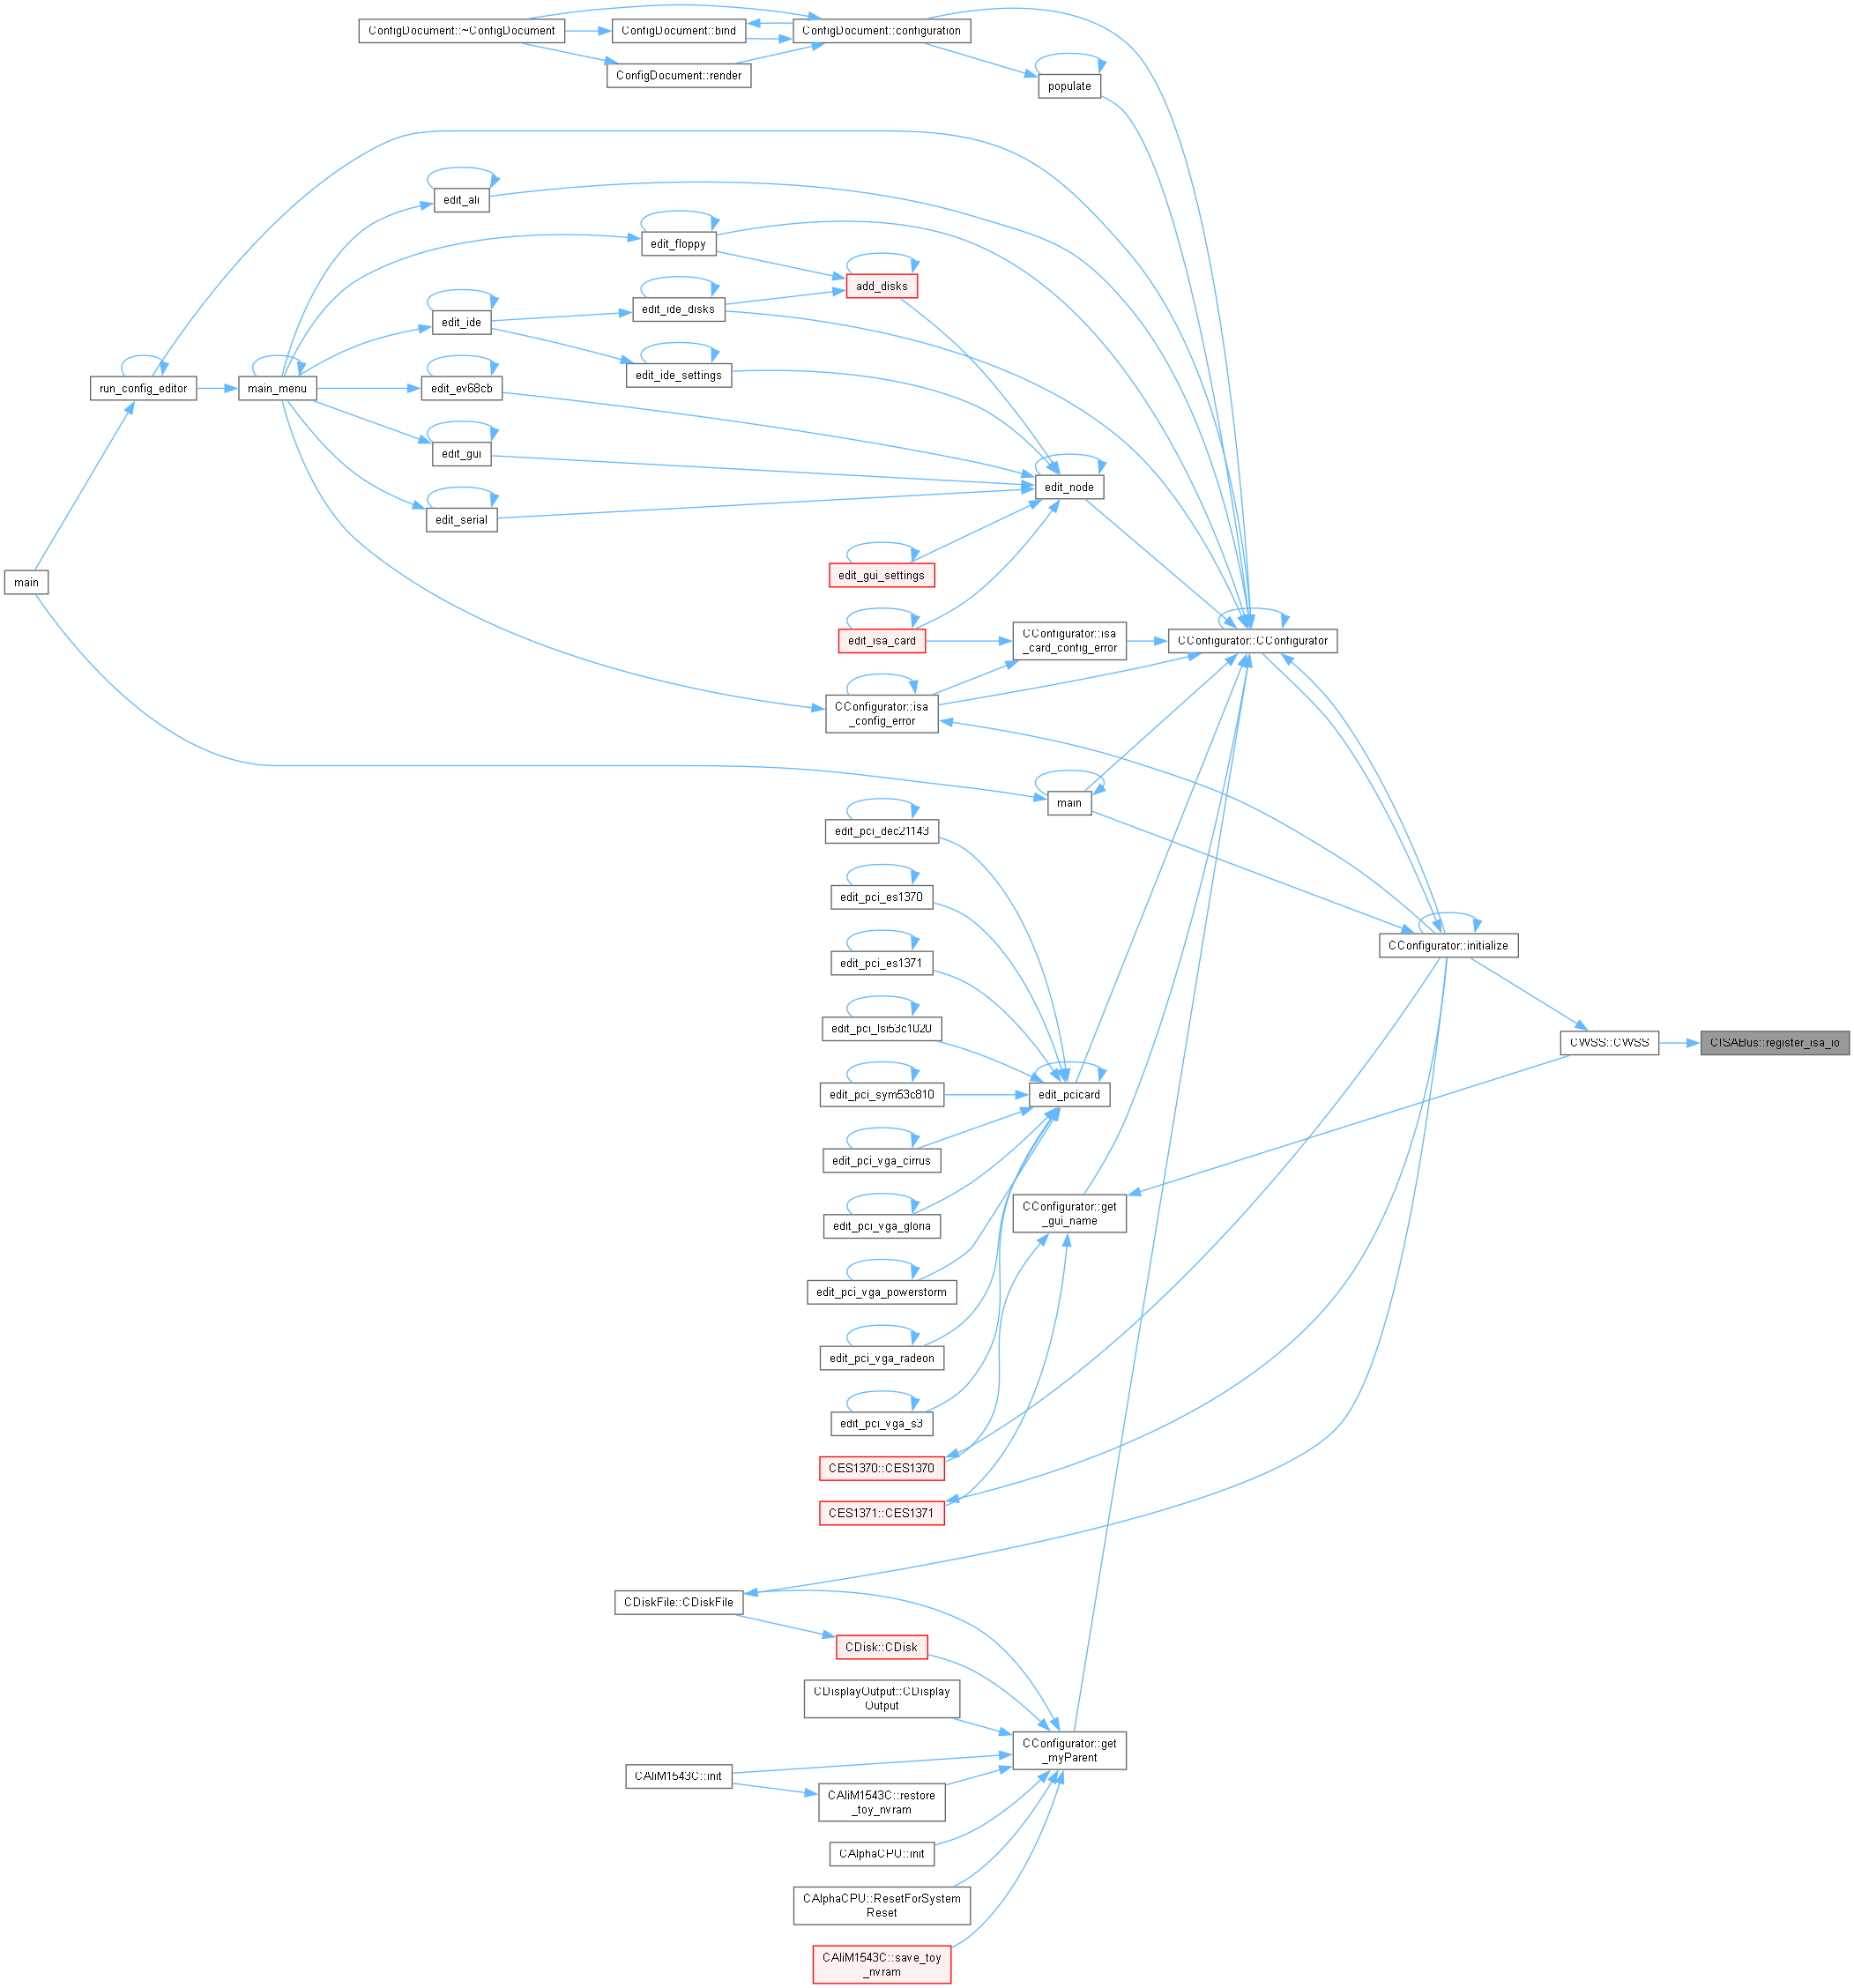 ConfigDocument::~ConfigDocument
ConfigDocument::bind
ConfigDocument::configuration
ConfigDocument::render
populate
edit_ali
edit_floppy
add_disks
edit_ide_disks
edit_ide
edit_ide_settings
run_config_editor
main_menu
edit_ev68cb
edit_gui
edit_node
edit_serial
main
edit_gui_settings
edit_isa_card
CConfigurator::isa
_card_config_error
CConfigurator::CConfigurator
CConfigurator::isa
_config_error
main
edit_pci_dec21143
edit_pci_es1370
CConfigurator::initialize
edit_pci_es1371
edit_pci_lsi53c1020
CWSS::CWSS
CISABus::register_isa_io
edit_pci_sym53c810
edit_pcicard
edit_pci_vga_cirrus
CConfigurator::get
_gui_name
edit_pci_vga_gloria
edit_pci_vga_powerstorm
edit_pci_vga_radeon
edit_pci_vga_s3
CES1370::CES1370
CES1371::CES1371
CDiskFile::CDiskFile
CDisk::CDisk
CDisplayOutput::CDisplay
Output
CConfigurator::get
_myParent
CAliM1543C::init
CAliM1543C::restore
_toy_nvram
CAlphaCPU::init
CAlphaCPU::ResetForSystem
Reset
CAliM1543C::save_toy
_nvram